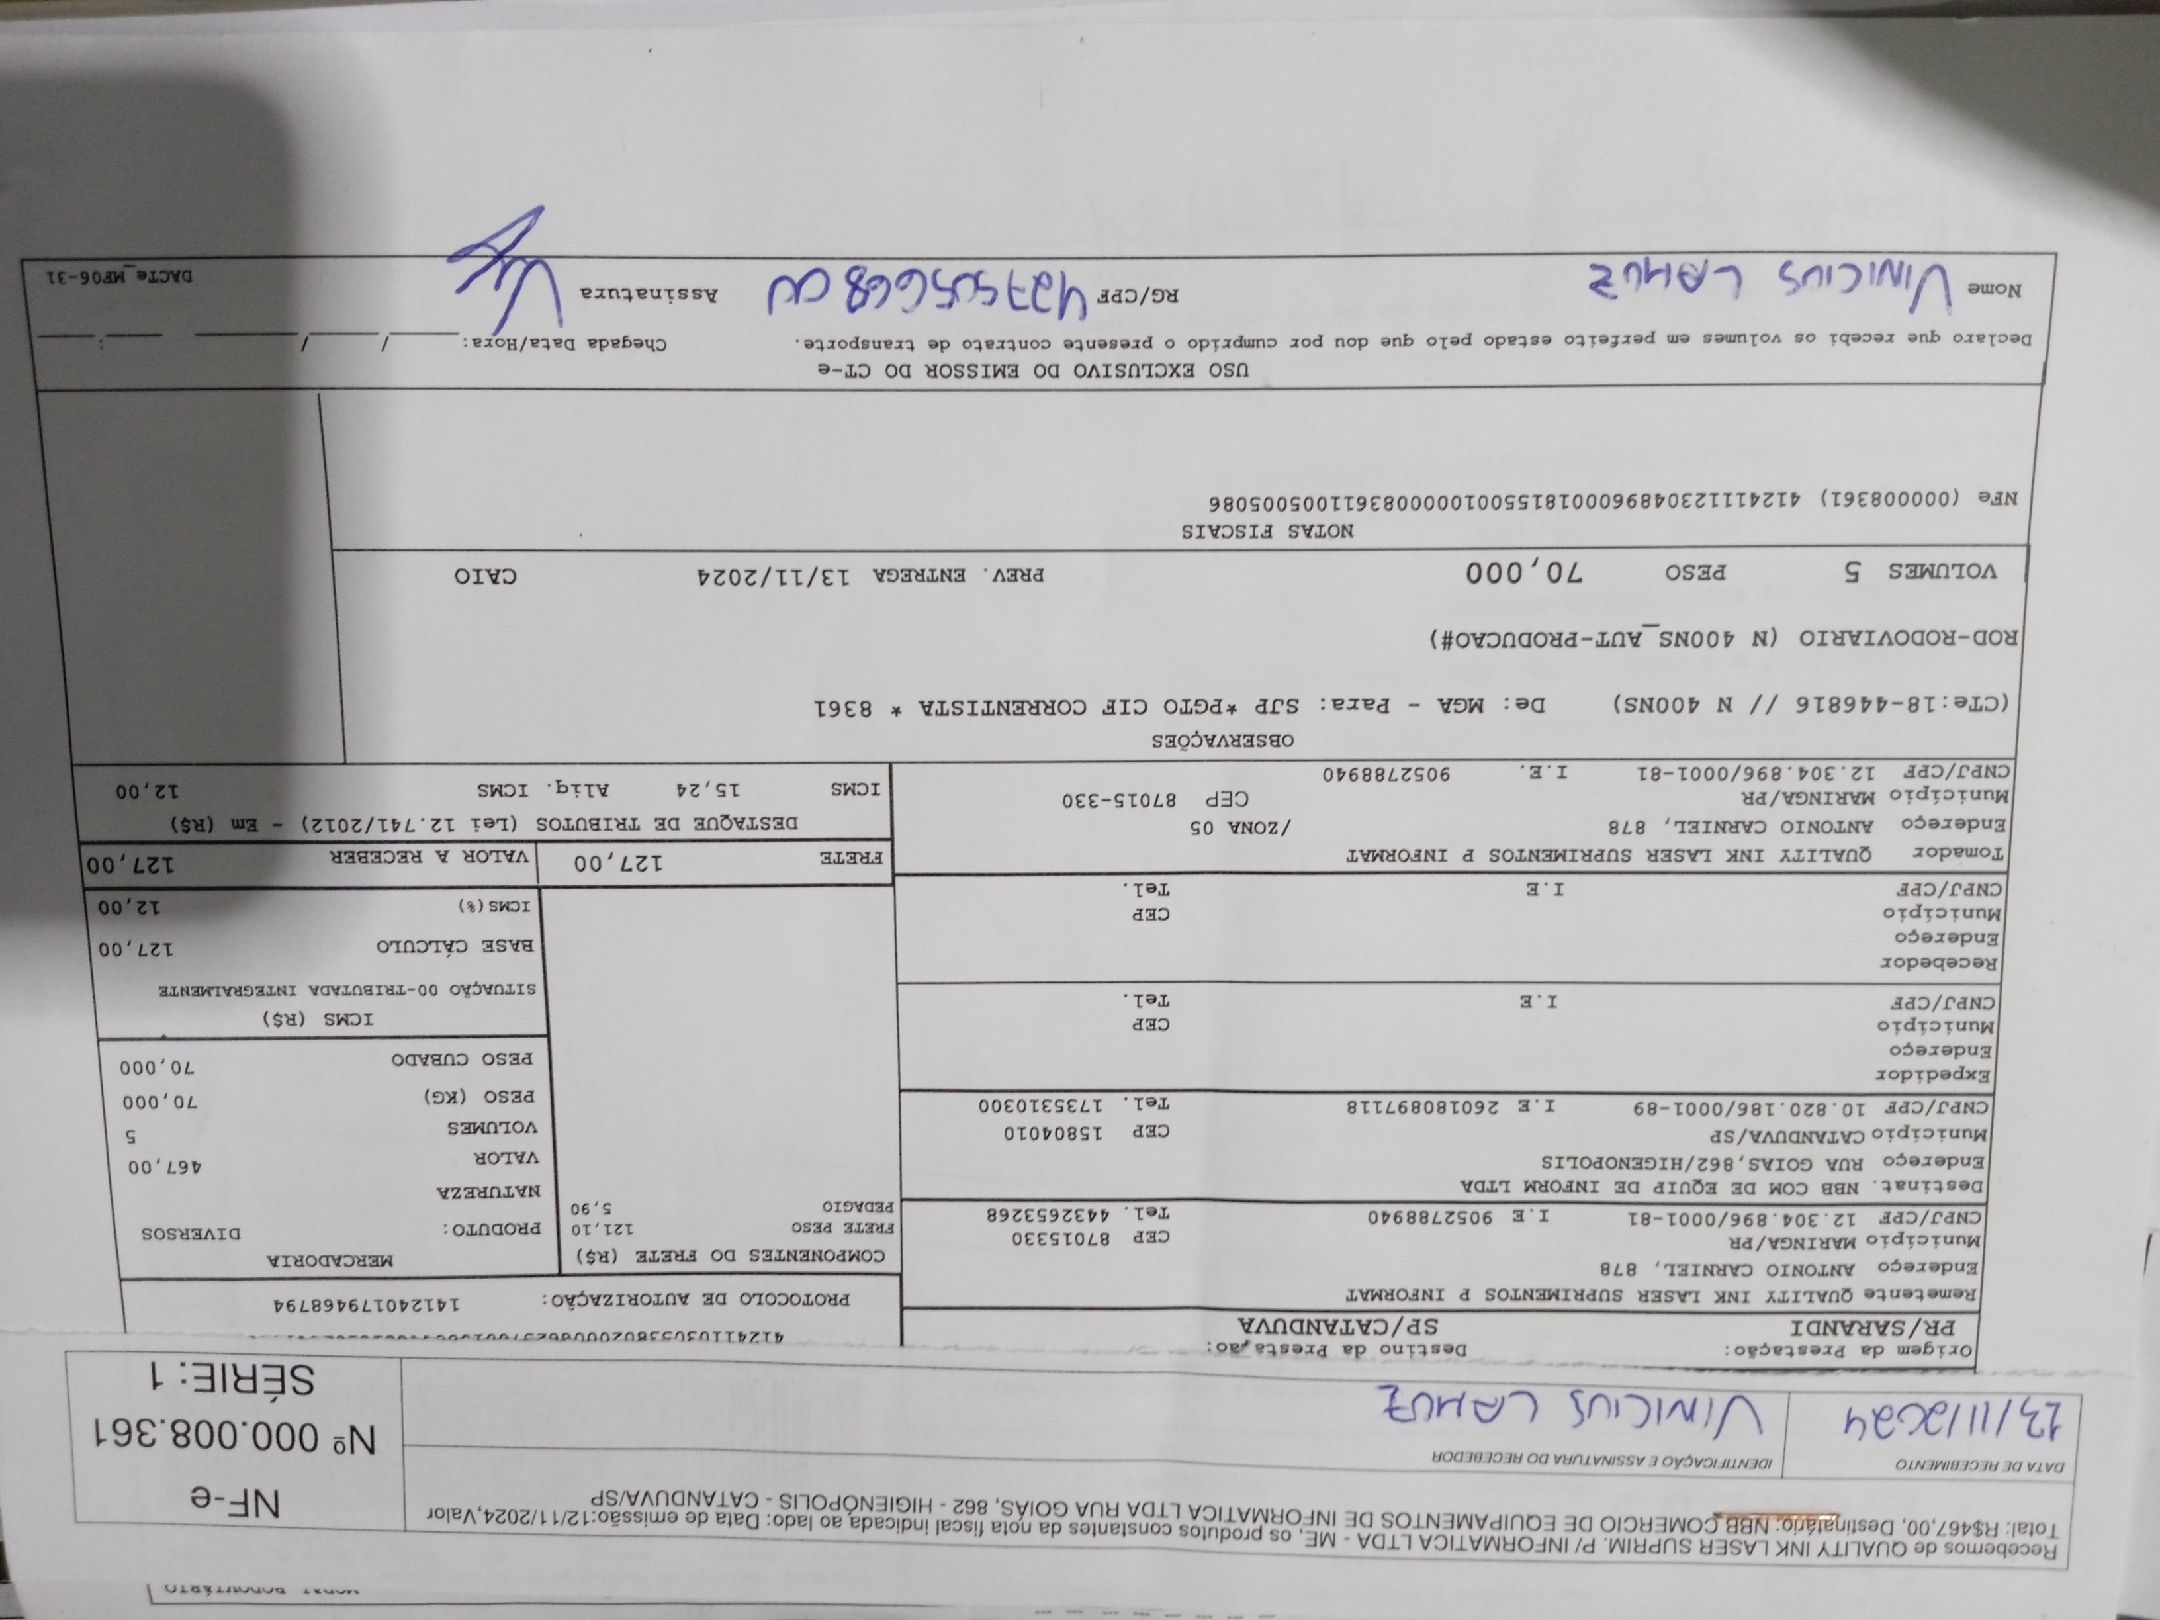 MODAL RODOVIÁRIO
Recebemos de QUALITY INK LASER SUPRIM. P/ INFORMATICA LTDA - ME, os produtos constantes da nota fiscal indicada ao lado: Data de emissão:12/11/2024,Valor
Total: R$467,00, Destinatário: NBB COMERCIO DE EQUIPAMENTOS DE INFORMATICA LTDA RUA GOIÁS, 862 - HIGIENÓPOLIS - CATANDUVA/SP
NF-e
Nº 000.008.361
SÉRIE: 1
DATA DE RECEBIMENTO
13/11/2024
IDENTIFICAÇÃO E ASSINATURA DO RECEBEDOR
VINICIUS LAHUZ
Origem da Prestação:
PR/SARANDI
Destino da Prestação:
SP/CATANDUVA
PROTOCOLO DE AUTORIZAÇÃO: 141240179468794
Remetente QUALITY INK LASER SUPRIMENTOS P INFORMAT
Endereço ANTONIO CARNIEL, 878
Município MARINGA/PR CEP 87015330
CNPJ/CPF 12.304.896/0001-81 I.E 9052788940 Tel. 4432653268
Destinat. NBB COM DE EQUIP DE INFORM LTDA
Endereço RUA GOIAS,862/HIGENOPOLIS
Município CATANDUVA/SP CEP 15804010
CNPJ/CPF 10.820.186/0001-89 I.E 260180897118 Tel. 1735310300
Expedidor
Endereço
Município CEP
CNPJ/CPF I.E Tel.
Recebedor
Endereço
Município CEP
CNPJ/CPF I.E Tel.
Tomador QUALITY INK LASER SUPRIMENTOS P INFORMAT
Endereço ANTONIO CARNIEL, 878 /ZONA 05
Município MARINGA/PR CEP 87015-330
CNPJ/CPF 12.304.896/0001-81 I.E. 9052788940
COMPONENTES DO FRETE (R$)
FRETE PESO 121,10
PEDAGIO 5,90
MERCADORIA
PRODUTO: DIVERSOS
NATUREZA
VALOR 467,00
VOLUMES 5
PESO (KG) 70,000
PESO CUBADO 70,000
ICMS (R$)
SITUAÇÃO 00-TRIBUTADA INTEGRALMENTE
BASE CÁLCULO 127,00
ICMS(%) 12,00
FRETE 127,00 VALOR A RECEBER 127,00
DESTAQUE DE TRIBUTOS (Lei 12.741/2012) - Em (R$)
ICMS 15,24 Aliq. ICMS 12,00
OBSERVAÇÕES
(CTe:18-446816 // N 400NS) De: MGA - Para: SJP *PGTO CIF CORRENTISTA * 8361
ROD-RODOVIARIO (N 400NS_AUT-PRODUCAO#)
VOLUMES 5 PESO 70,000 PREV. ENTREGA 13/11/2024 CAIO
NOTAS FISCAIS
NFe (000008361) 41241112304896000181550010000083611005005086
USO EXCLUSIVO DO EMISSOR DO CT-e
Declaro que recebi os volumes em perfeito estado pelo que dou por cumprido o presente contrato de transporte. Chegada Data/Hora: / / :
Nome VINICIUS LAHUZ RG/CPF Assinatura
DACTe_MF06-31